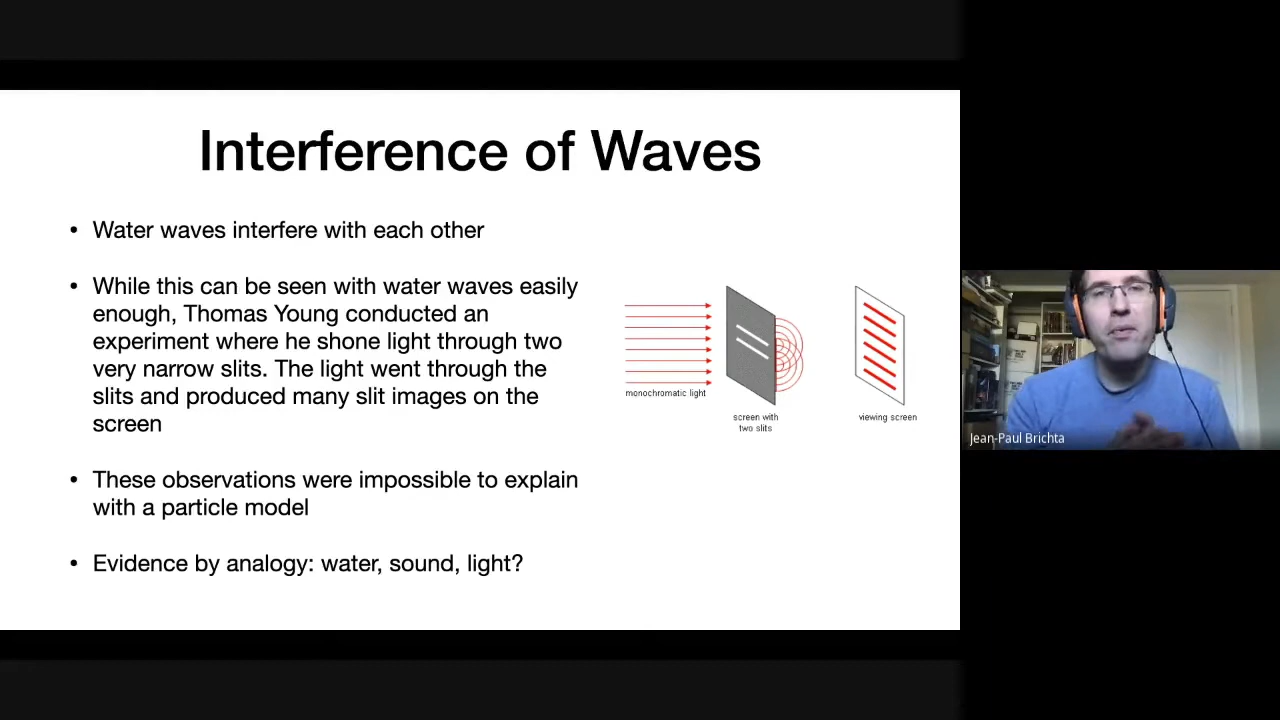 Interference of Waves
• Water waves interfere with each other
• While this can be seen with water waves easily
enough, Thomas Young conducted an
experiment where he shone light through two
very narrow slits. The light went through the
slits and produced many slit images on the
screen
• These observations were impossible to explain
with a particle model
• Evidence by analogy: water, sound, light?
monochromatic light
screen with
two slits
viewing screen
Jean-Paul Brichta